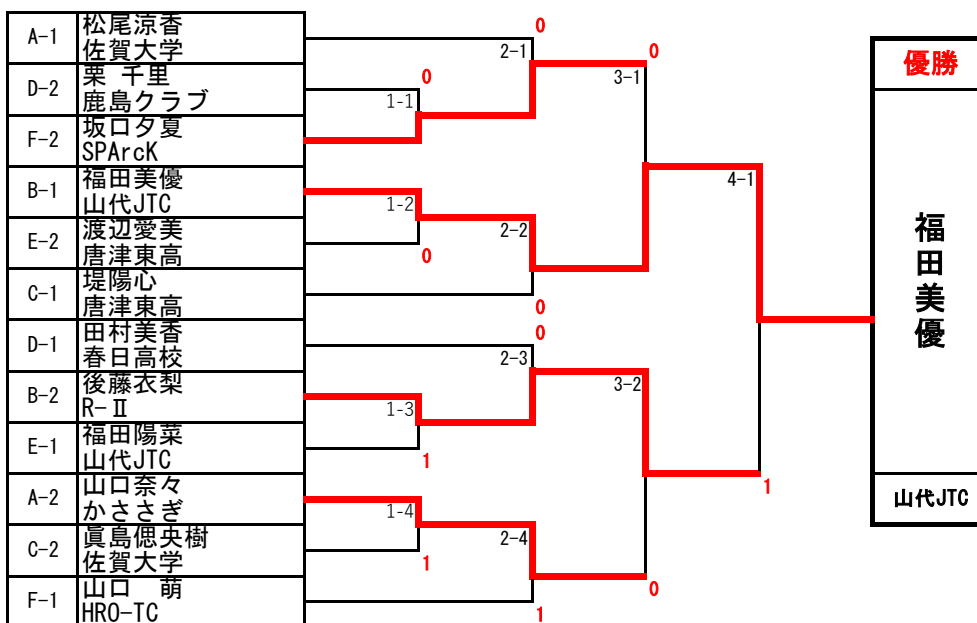 A-1
松尾涼香
佐賀大学
D-2
栗 千里
鹿島クラブ
F-2
坂口夕夏
SPArcK
B-1
福田美優
山代JTC
E-2
渡辺愛美
唐津東高
C-1
堤陽心
唐津東高
D-1
田村美香
春日高校
B-2
後藤衣梨
R-Ⅱ
E-1
福田陽菜
山代JTC
A-2
山口奈々
かささぎ
C-2
眞島偲央樹
佐賀大学
F-1
山口 萌
HRO-TC
0
2-1
0
1-1
0
3-1
1-2
0
2-2
0
4-1
0
2-3
1-3
1
3-2
1-4
1
2-4
1
0
1
優勝
福田美優
山代JTC